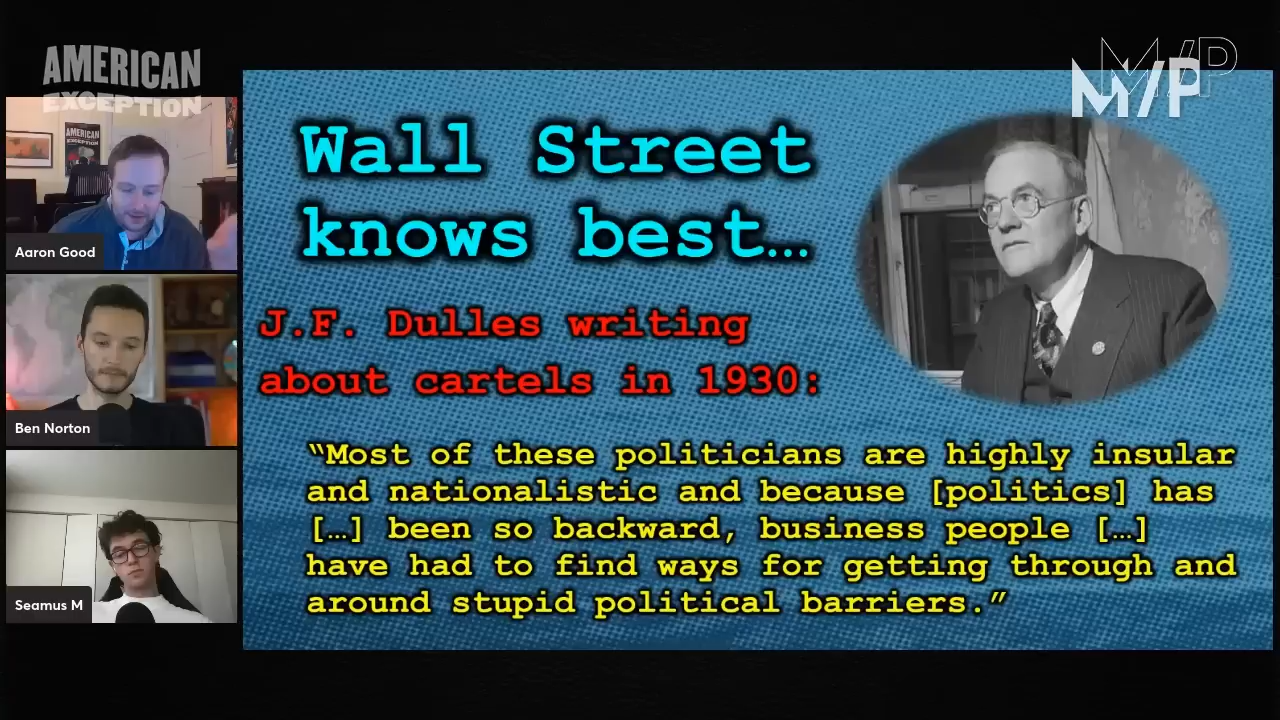 AMERICAN
EXCEPTION
M/P
M/P
AMERICAN
EXCEPTION
Aaron Good
Ben Norton
Seamus M
Wall Street
knows best…
J.F. Dulles writing
about cartels in 1930:
“Most of these politicians are highly insular
and nationalistic and because [politics] has
[…] been so backward, business people […]
have had to find ways for getting through and
around stupid political barriers.”